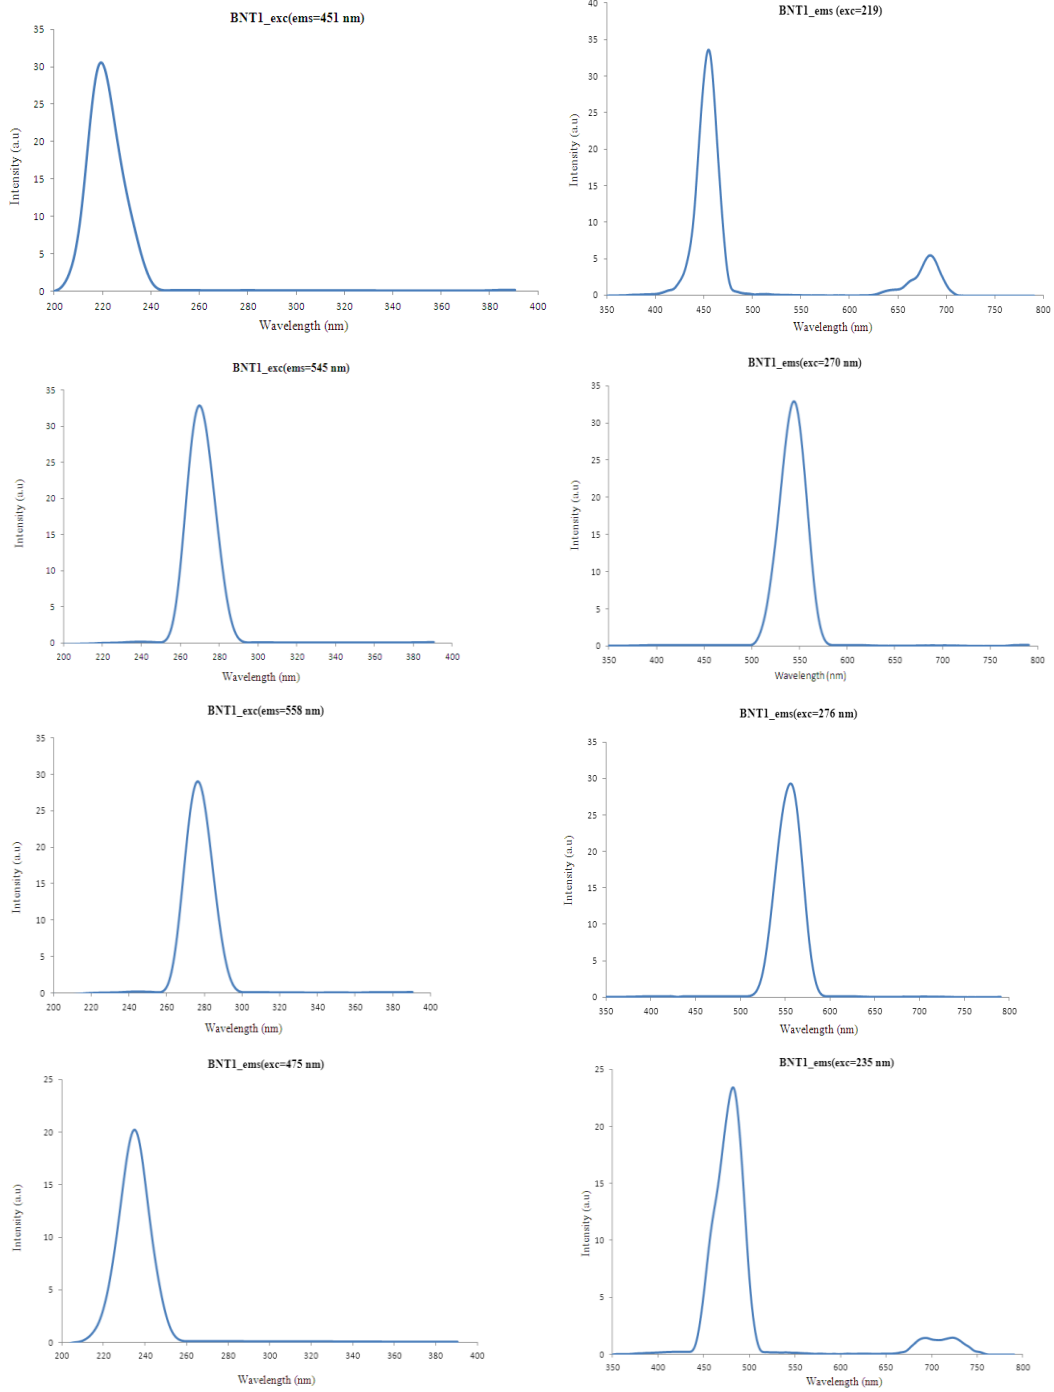 BNT1_exc(ems=451 nm)
35
30
25
20
15
10
5
0
Intensity (a.u)
200 220 240 260 280 300 320 340 360 380 400
Wavelength (nm)
BNT1_ems (exc=219)
40
35
30
25
20
15
10
5
0
Intensity (a.u)
350 400 450 500 550 600 650 700 750 800
Wavelength (nm)
BNT1_exc(ems=545 nm)
35
30
25
20
15
10
5
0
Intensity (a.u)
200 220 240 260 280 300 320 340 360 380 400
Wavelength (nm)
BNT1_ems(exc=270 nm)
35
30
25
20
15
10
5
0
Intensity (a.u)
350 400 450 500 550 600 650 700 750 800
Wavelength (nm)
BNT1_exc(ems=558 nm)
35
30
25
20
15
10
5
0
Intensity (a.u)
200 220 240 260 280 300 320 340 360 380 400
Wavelength (nm)
BNT1_ems(exc=276 nm)
35
30
25
20
15
10
5
0
Intensity (a.u)
350 400 450 500 550 600 650 700 750 800
Wavelength (nm)
BNT1_ems(exc=475 nm)
25
20
15
10
5
0
Intensity (a.u)
200 220 240 260 280 300 320 340 360 380 400
Wavelength (nm)
BNT1_ems(exc=235 nm)
25
20
15
10
5
0
Intensity (a.u)
350 400 450 500 550 600 650 700 750 800
Wavelength (nm)